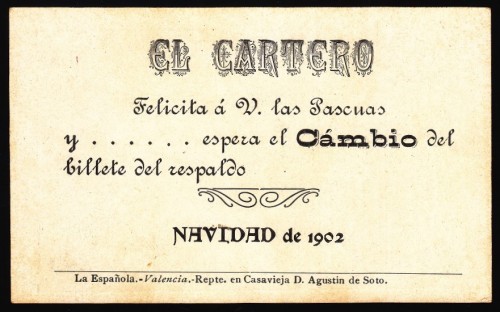 EL CARTERO
Felicita á V. las Pascuas
y . . . . . . espera el Cámbio del
billete del respaldo
NAVIDAD de 1902
La Española.-Valencia.-Repte. en Casavieja D. Agustin de Soto.